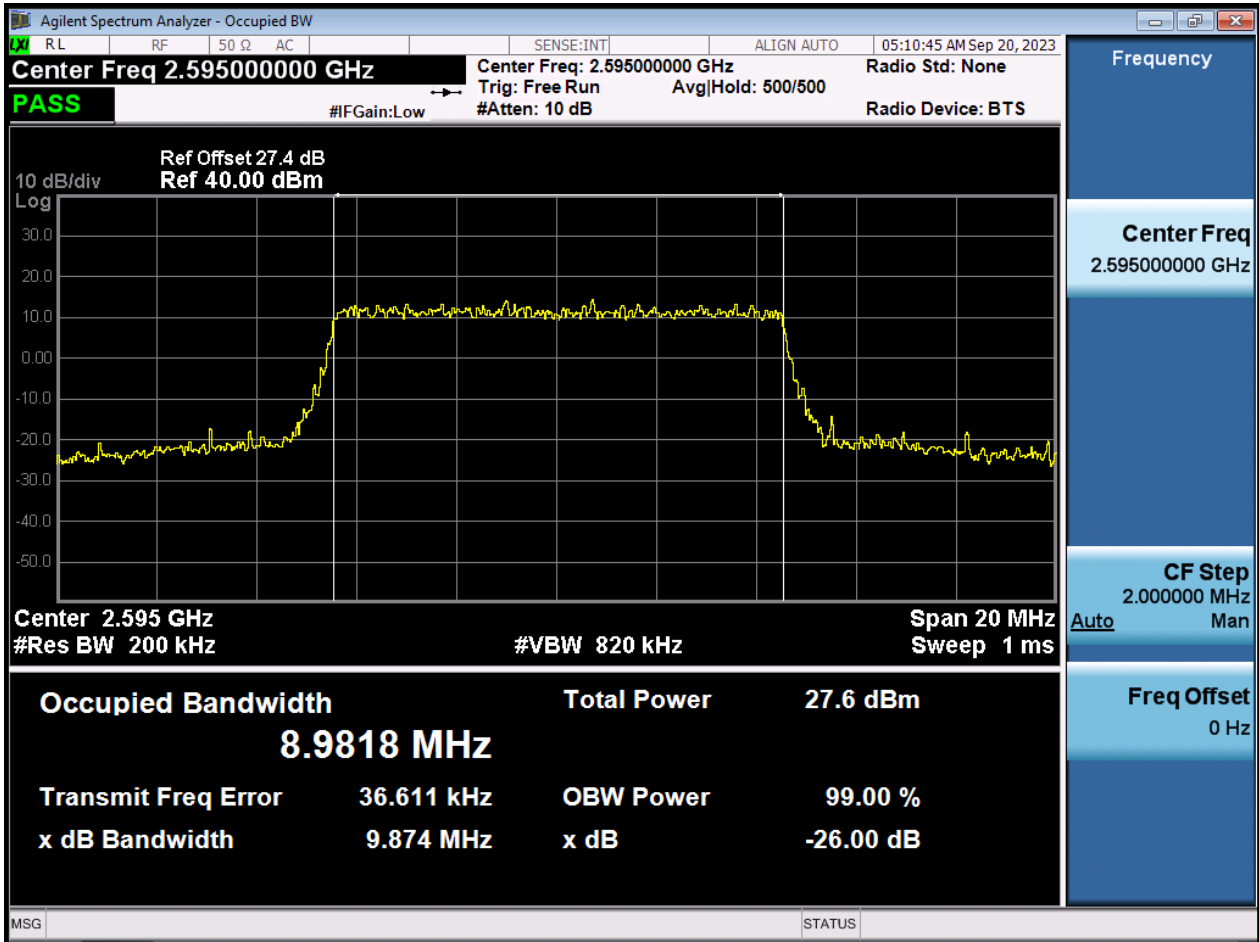 Agilent Spectrum Analyzer - Occupied BW
LXI RL RF 50 Ω AC SENSE:INT ALIGN AUTO 05:10:45 AM Sep 20, 2023
Center Freq 2.595000000 GHz
Center Freq: 2.595000000 GHz Radio Std: None
Trig: Free Run Avg|Hold: 500/500
PASS
#IFGain:Low #Atten: 10 dB Radio Device: BTS
Ref Offset 27.4 dB
10 dB/div Ref 40.00 dBm
Log
30.0
20.0
10.0
0.00
-10.0
-20.0
-30.0
-40.0
-50.0
Center 2.595 GHz Span 20 MHz
#Res BW 200 kHz #VBW 820 kHz Sweep 1 ms
Occupied Bandwidth Total Power 27.6 dBm
8.9818 MHz
Transmit Freq Error 36.611 kHz OBW Power 99.00 %
x dB Bandwidth 9.874 MHz x dB -26.00 dB
MSG STATUS
Frequency
Center Freq
2.595000000 GHz
CF Step
2.000000 MHz
Auto Man
Freq Offset
0 Hz